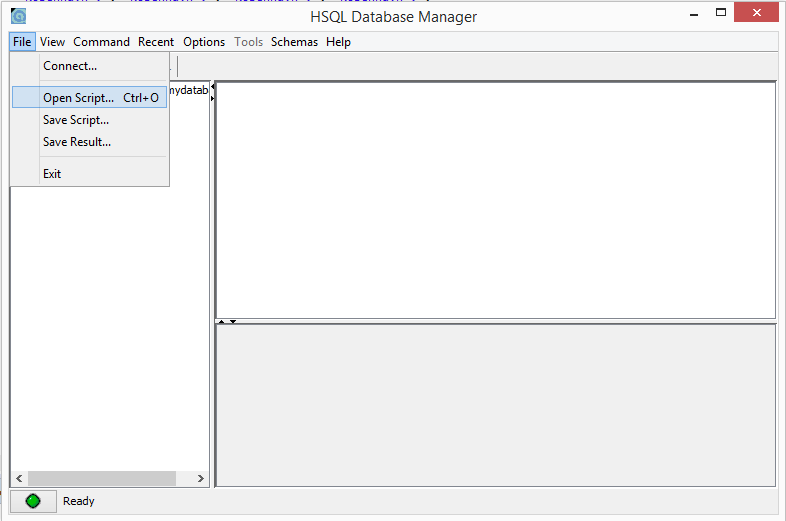 HSQL Database Manager
File View Command Recent Options Tools Schemas Help
Connect...
Open Script... Ctrl+O
mydatab
Save Script...
Save Result...
Exit
Ready